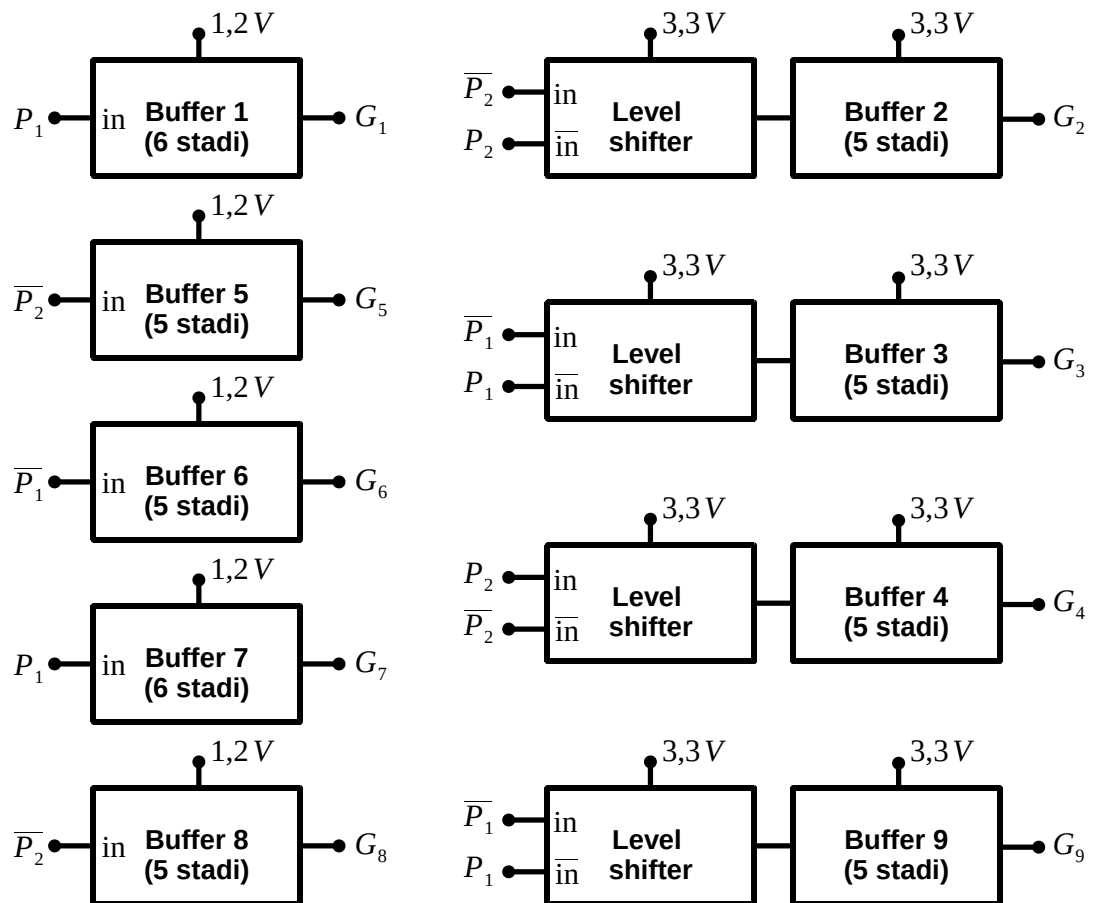 1,2 V
P₁ in Buffer 1 G₁
(6 stadi)
1,2 V
P̅₂ in Buffer 5 G₅
(5 stadi)
1,2 V
P̅₁ in Buffer 6 G₆
(5 stadi)
1,2 V
P₁ in Buffer 7 G₇
(6 stadi)
1,2 V
P̅₂ in Buffer 8 G₈
(5 stadi)
3,3 V 3,3 V
P̅₂ in Level Buffer 2 G₂
P₂ i̅n̅ shifter (5 stadi)
3,3 V 3,3 V
P̅₁ in Level Buffer 3 G₃
P₁ i̅n̅ shifter (5 stadi)
3,3 V 3,3 V
P₂ in Level Buffer 4 G₄
P̅₂ i̅n̅ shifter (5 stadi)
3,3 V 3,3 V
P̅₁ in Level Buffer 9 G₉
P₁ i̅n̅ shifter (5 stadi)